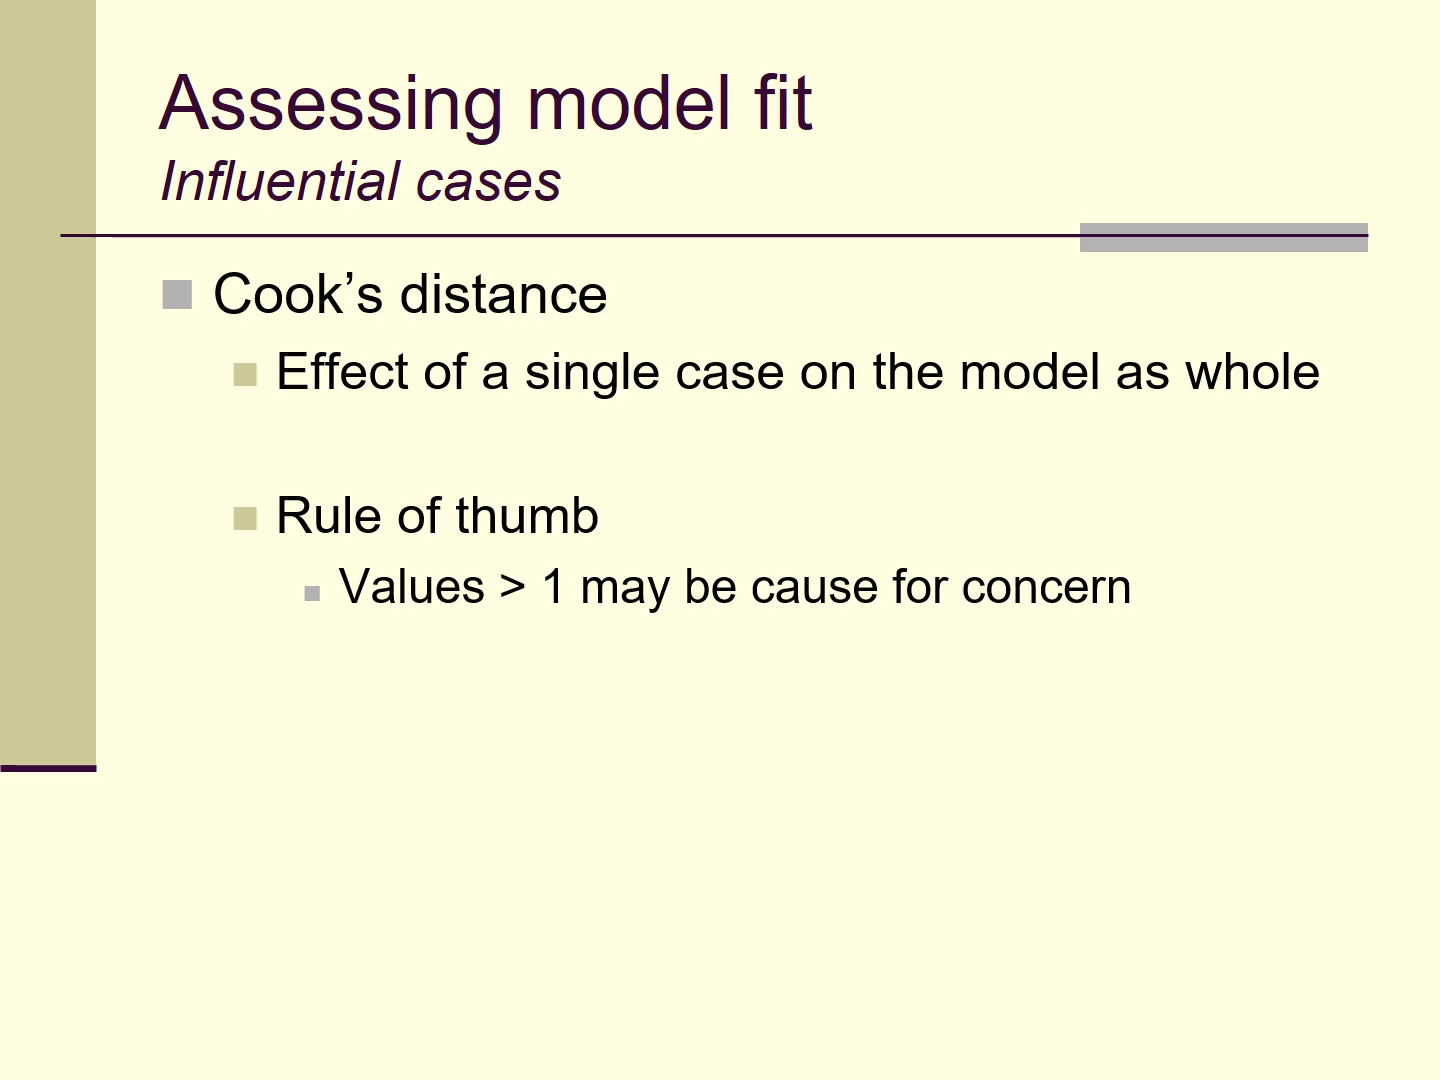 Assessing model fit
Influential cases
Cook’s distance
Effect of a single case on the model as whole
Rule of thumb
Values > 1 may be cause for concern